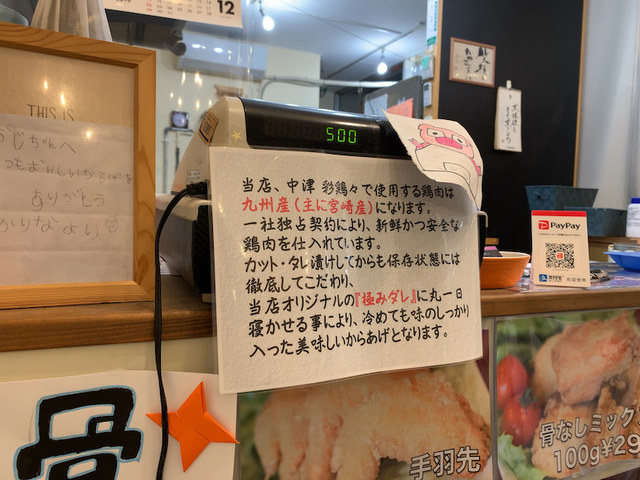 12
THIS IS
ありがとう
500
当店、中津 彩鶏々で使用する鶏肉は
九州産(主に宮崎産)になります。
一社独占契約により、新鮮かつ安全な
鶏肉を仕入れています。
カット・タレ漬けしてからも保存状態には
徹底してこだわり、
当店オリジナルの『極みダレ』に丸一日
寝かせる事により、冷めても味のしっかり
入った美味しいからあげとなります。
PayPay
骨
手羽先
骨なしミック
100g¥29